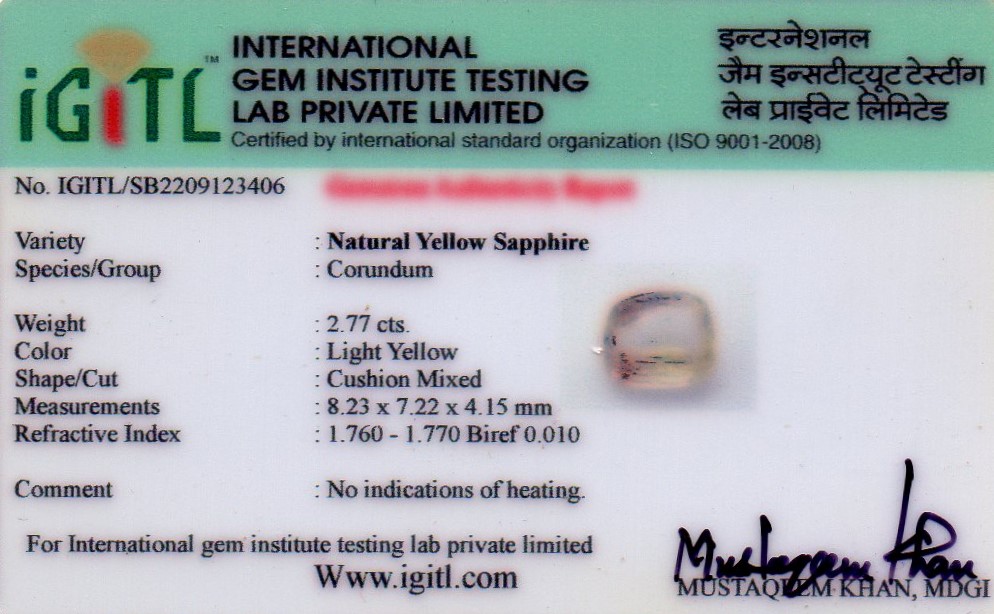 iGiTL™
INTERNATIONAL
GEM INSTITUTE TESTING
LAB PRIVATE LIMITED
Certified by international standard organization (ISO 9001-2008)
इन्टरनेशनल
जैम इन्सटीट्यूट टेस्टींग
लेब प्राईवेट लिमिटेड
No. IGITL/SB2209123406
Variety : Natural Yellow Sapphire
Species/Group : Corundum
Weight : 2.77 cts.
Color : Light Yellow
Shape/Cut : Cushion Mixed
Measurements : 8.23 x 7.22 x 4.15 mm
Refractive Index : 1.760 - 1.770 Biref 0.010
Comment : No indications of heating.
For International gem institute testing lab private limited
Www.igitl.com
Mustaqeem Khan
MUSTAQEEM KHAN, MDGI